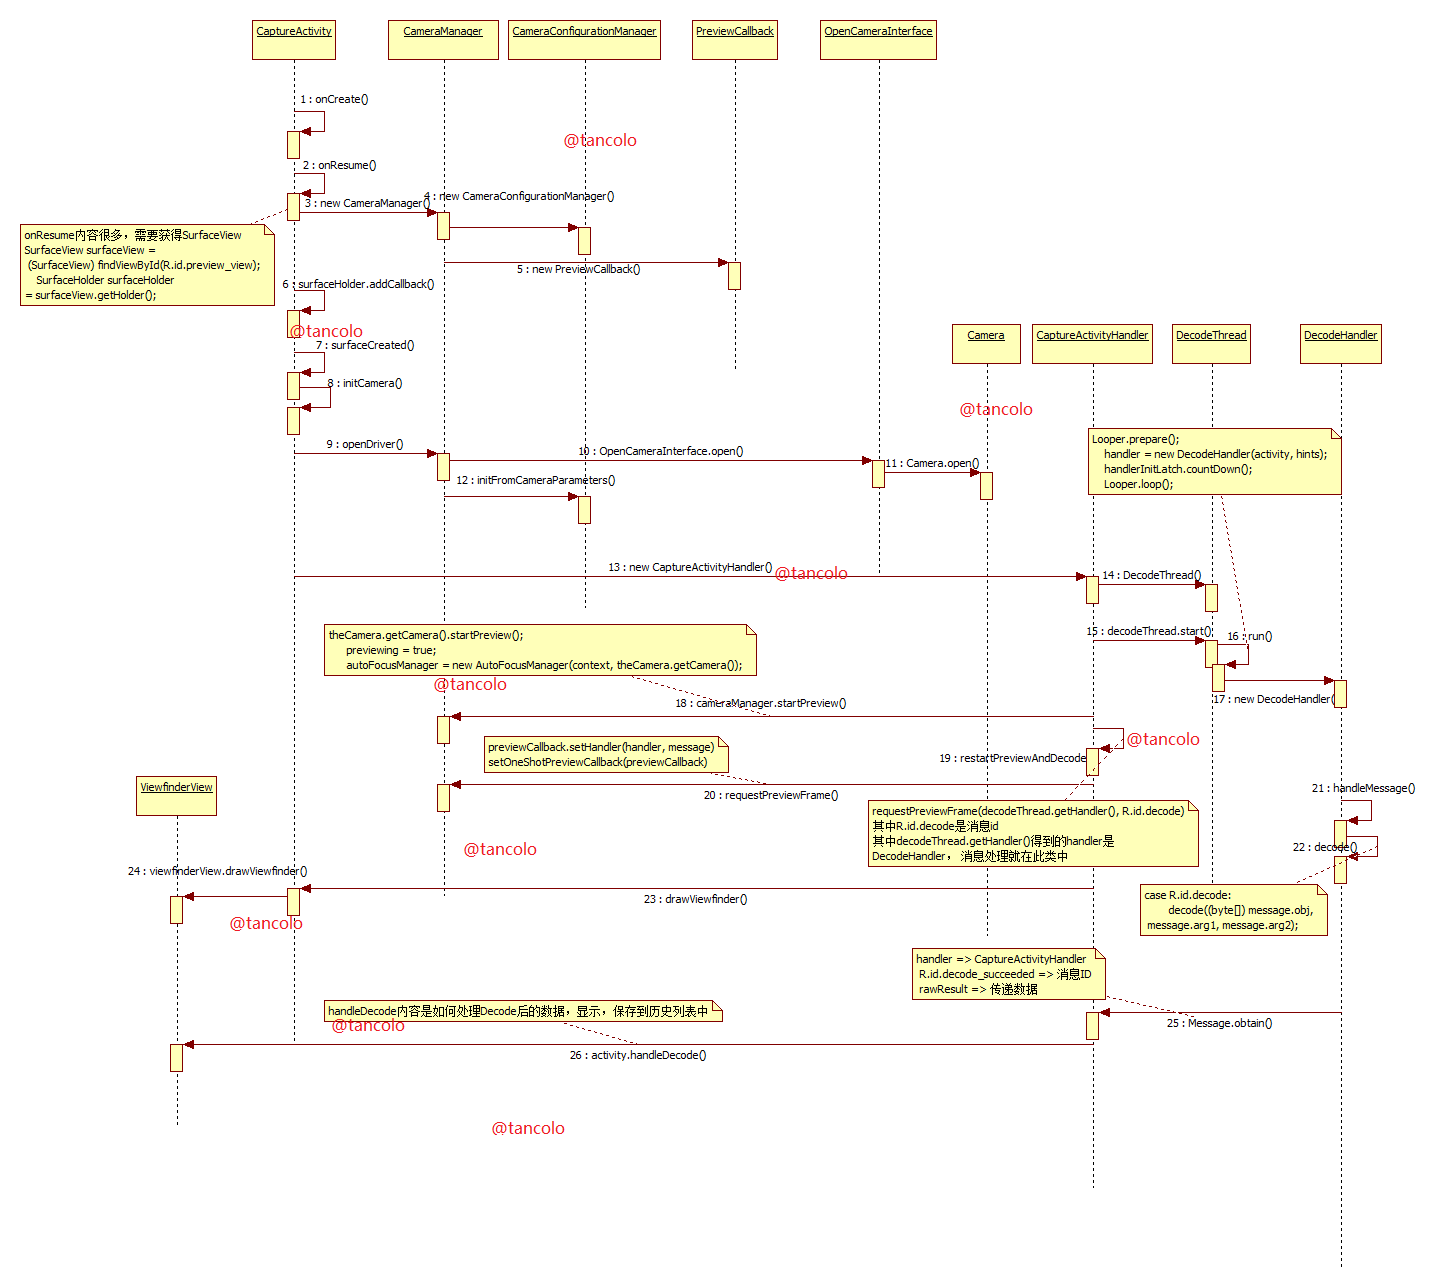 CaptureActivity
CameraManager
CameraConfigurationManager
PreviewCallback
OpenCameraInterface
1 : onCreate()
@tancolo
2 : onResume()
3 : new CameraManager()
4 : new CameraConfigurationManager()
onResume内容很多，需要获得SurfaceView
SurfaceView surfaceView =
(SurfaceView) findViewById(R.id.preview_view);
SurfaceHolder surfaceHolder
= surfaceView.getHolder();
5 : new PreviewCallback()
6 : surfaceHolder.addCallback()
@tancolo
7 : surfaceCreated()
Camera
CaptureActivityHandler
DecodeThread
DecodeHandler
8 : initCamera()
@tancolo
9 : openDriver()
10 : OpenCameraInterface.open()
11 : Camera.open()
12 : initFromCameraParameters()
Looper.prepare();
handler = new DecodeHandler(activity, hints);
handlerInitLatch.countDown();
Looper.loop();
13 : new CaptureActivityHandler()
@tancolo
14 : DecodeThread()
theCamera.getCamera().startPreview();
previewing = true;
autoFocusManager = new AutoFocusManager(context, theCamera.getCamera());
15 : decodeThread.start()
16 : run()
@tancolo
17 : new DecodeHandler(
18 : cameraManager.startPreview()
@tancolo
previewCallback.setHandler(handler, message)
setOneShotPreviewCallback(previewCallback)
19 : restartPreviewAndDecode
ViewfinderView
20 : requestPreviewFrame()
21 : handleMessage()
requestPreviewFrame(decodeThread.getHandler(), R.id.decode)
其中R.id.decode是消息id
其中decodeThread.getHandler()得到的handler是
DecodeHandler， 消息处理就在此类中
@tancolo
22 : decode()
24 : viewfinderView.drawViewfinder()
23 : drawViewfinder()
case R.id.decode:
decode((byte[]) message.obj,
message.arg1, message.arg2);
@tancolo
handler => CaptureActivityHandler
R.id.decode_succeeded => 消息ID
rawResult => 传递数据
handleDecode内容是如何处理Decode后的数据，显示，保存到历史列表中
@tancolo
25 : Message.obtain()
26 : activity.handleDecode()
@tancolo